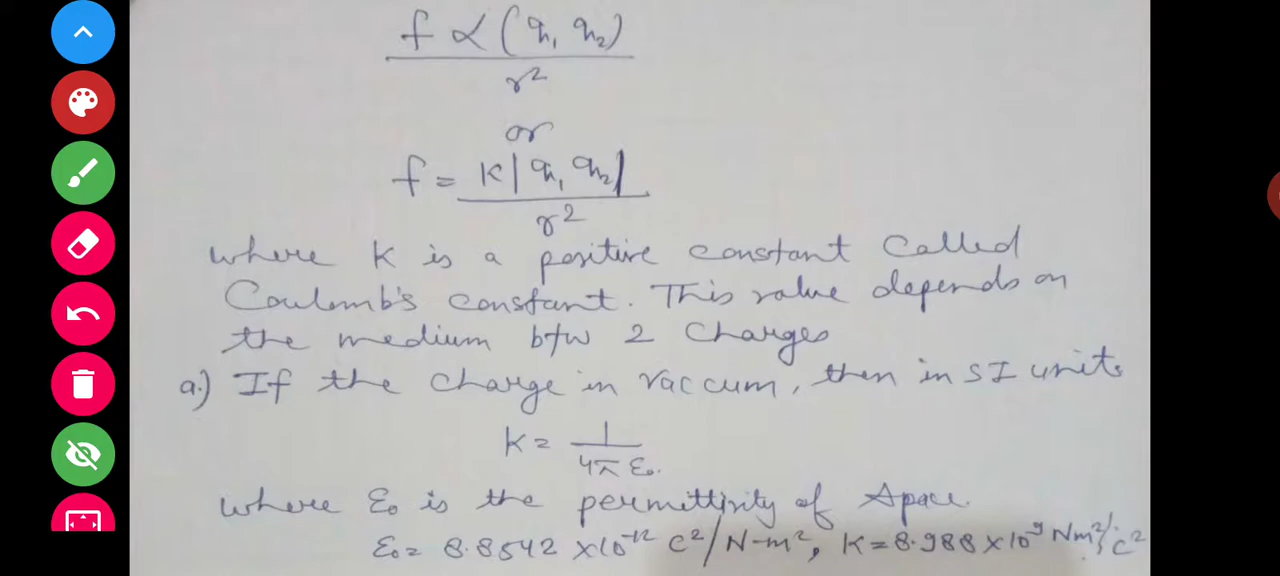 f ∝ (q₁ q₂)
r²
or
f = K|q₁ q₂|
r²
where K is a positive constant called
Coulomb's constant. This value depends on
the medium b/w 2 Charges
a.) If the charge in vaccum, then in SI units
K = 1
4π ε₀.
where ε₀ is the permittivity of space.
ε₀ = 8.8542 ×10⁻¹² C²/N-m², K = 8.988×10⁹ Nm²/C²